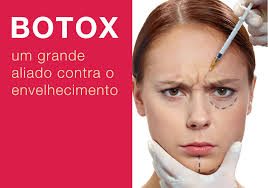 BOTOX
um grande
aliado contra o
envelhecimento